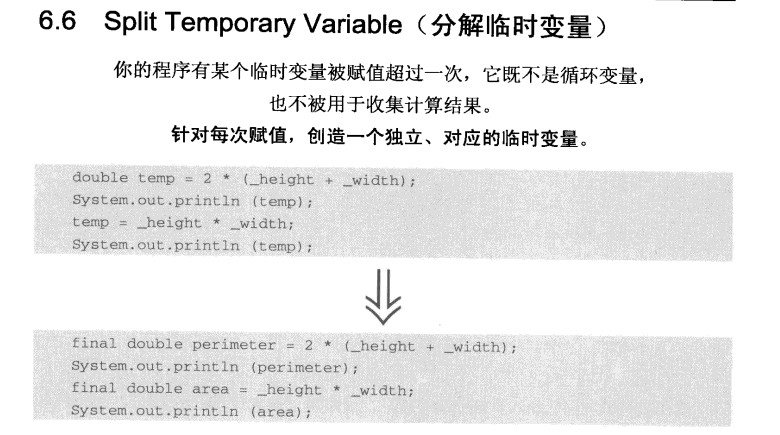 6.6 Split Temporary Variable（分解临时变量）
你的程序有某个临时变量被赋值超过一次，它既不是循环变量，
也不被用于收集计算结果。
针对每次赋值，创造一个独立、对应的临时变量。
double temp = 2 * (_height + _width);
System.out.println (temp);
temp = _height * _width;
System.out.println (temp);
final double perimeter = 2 * (_height + _width);
System.out.println (perimeter);
final double area = _height * _width;
System.out.println (area);